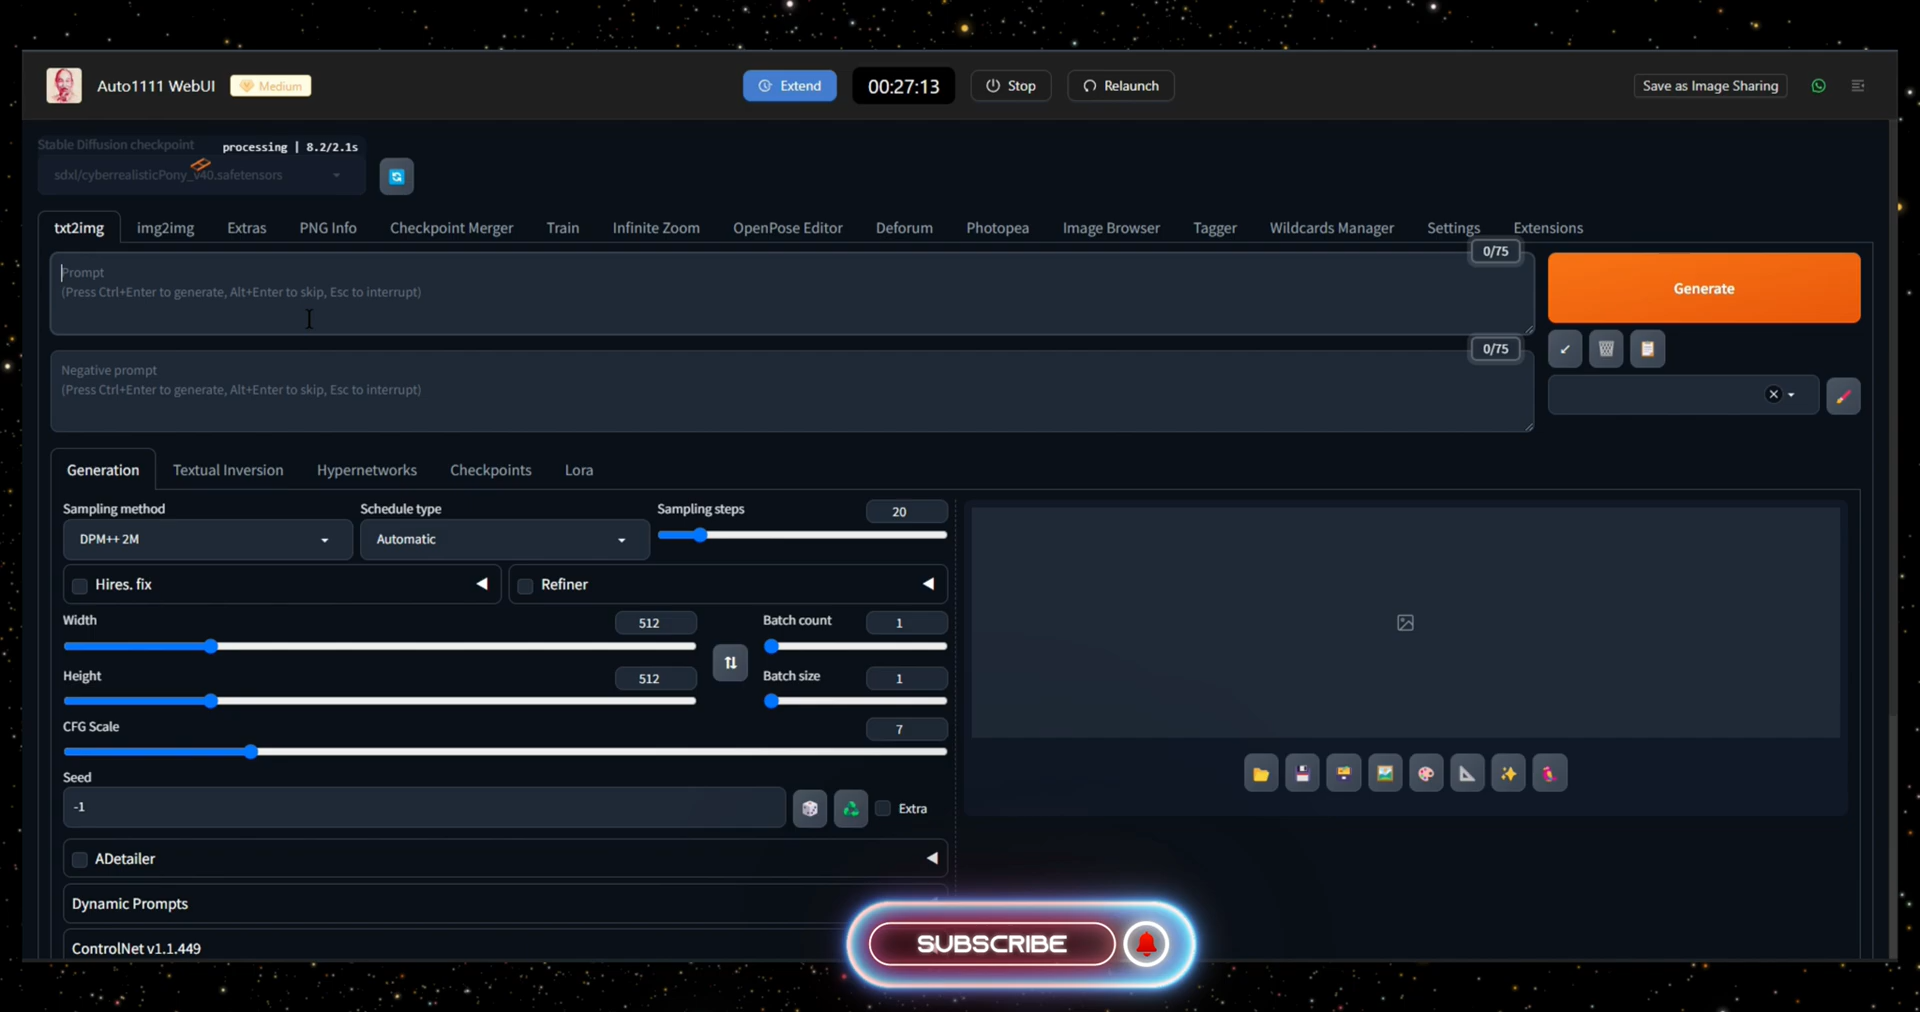 Auto1111 WebUI
Medium
Extend
00:27:13
Stop
Relaunch
Save as Image Sharing
Stable Diffusion checkpoint
processing | 8.2/2.1s
sdxl/cyberrealisticPony_v40.safetensors
txt2img
img2img
Extras
PNG Info
Checkpoint Merger
Train
Infinite Zoom
OpenPose Editor
Deforum
Photopea
Image Browser
Tagger
Wildcards Manager
Settings
Extensions
0/75
Prompt
(Press Ctrl+Enter to generate, Alt+Enter to skip, Esc to interrupt)
Generate
0/75
Negative prompt
(Press Ctrl+Enter to generate, Alt+Enter to skip, Esc to interrupt)
Generation
Textual Inversion
Hypernetworks
Checkpoints
Lora
Sampling method
Schedule type
Sampling steps
20
DPM++ 2M
Automatic
Hires. fix
Refiner
Width
512
Batch count
1
Height
512
Batch size
1
CFG Scale
7
Seed
-1
Extra
ADetailer
Dynamic Prompts
ControlNet v1.1.449
SUBSCRIBE